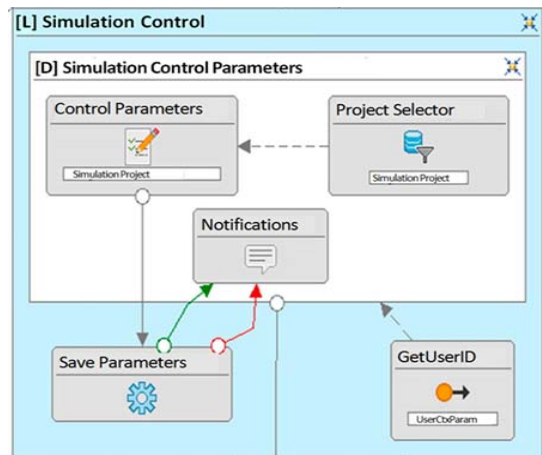 [L] Simulation Control
[D] Simulation Control Parameters
Control Parameters
Simulation Project
Project Selector
Simulation Project
Notifications
Save Parameters
GetUserID
UserCtxParam